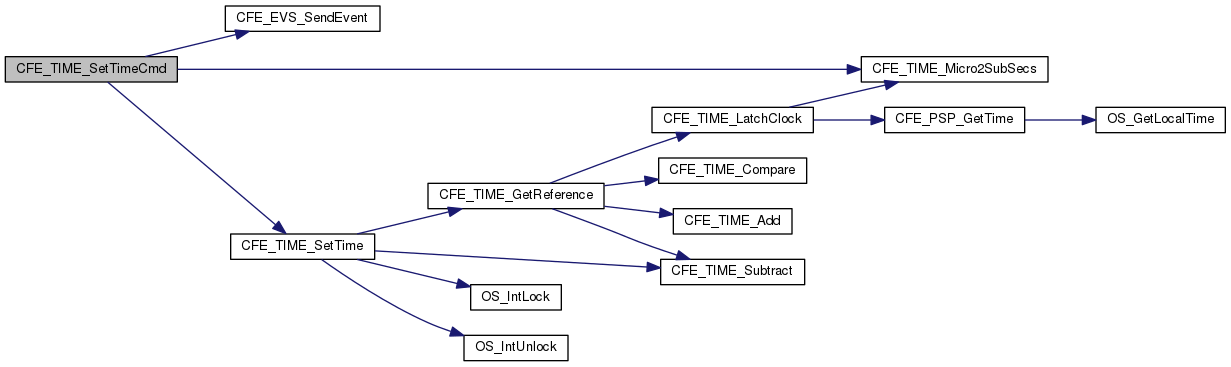 CFE_EVS_SendEvent
CFE_TIME_SetTimeCmd
CFE_TIME_Micro2SubSecs
CFE_TIME_LatchClock
CFE_PSP_GetTime
OS_GetLocalTime
CFE_TIME_Compare
CFE_TIME_GetReference
CFE_TIME_Add
CFE_TIME_SetTime
CFE_TIME_Subtract
OS_IntLock
OS_IntUnlock